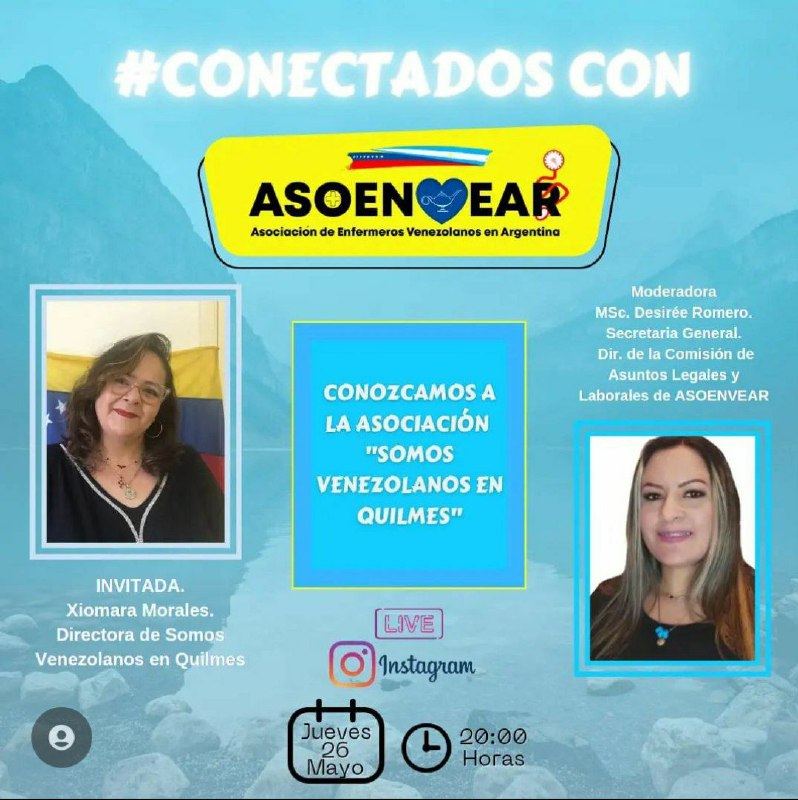 #CONECTADOS CON
ASOENVEAR
Asociación de Enfermeros Venezolanos en Argentina
Moderadora
MSc. Desirée Romero.
Secretaria General.
Dir. de la Comisión de
Asuntos Legales y
Laborales de ASOENVEAR
CONOZCAMOS A
LA ASOCIACIÓN
"SOMOS
VENEZOLANOS EN
QUILMES"
INVITADA.
Xiomara Morales.
Directora de Somos
Venezolanos en Quilmes
LIVE
Instagram
Jueves
26
Mayo
20:00
Horas